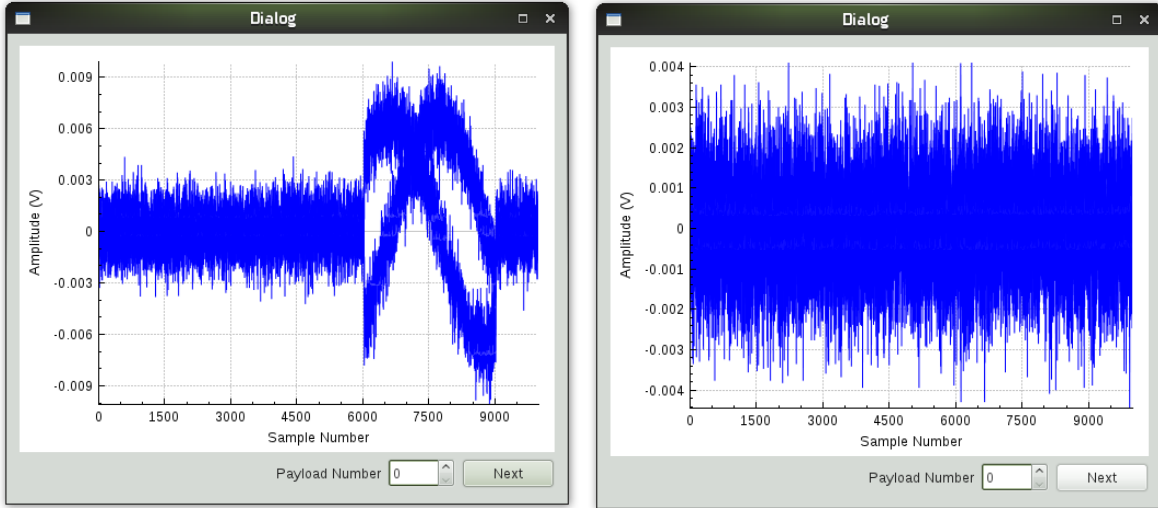 Dialog
0.009
0.006
0.003
0
-0.003
-0.006
-0.009
Amplitude (V)
0 1500 3000 4500 6000 7500 9000
Sample Number
Payload Number 0 Next
Dialog
0.004
0.003
0.002
0.001
0
-0.001
-0.002
-0.003
-0.004
Amplitude (V)
0 1500 3000 4500 6000 7500 9000
Sample Number
Payload Number 0 Next